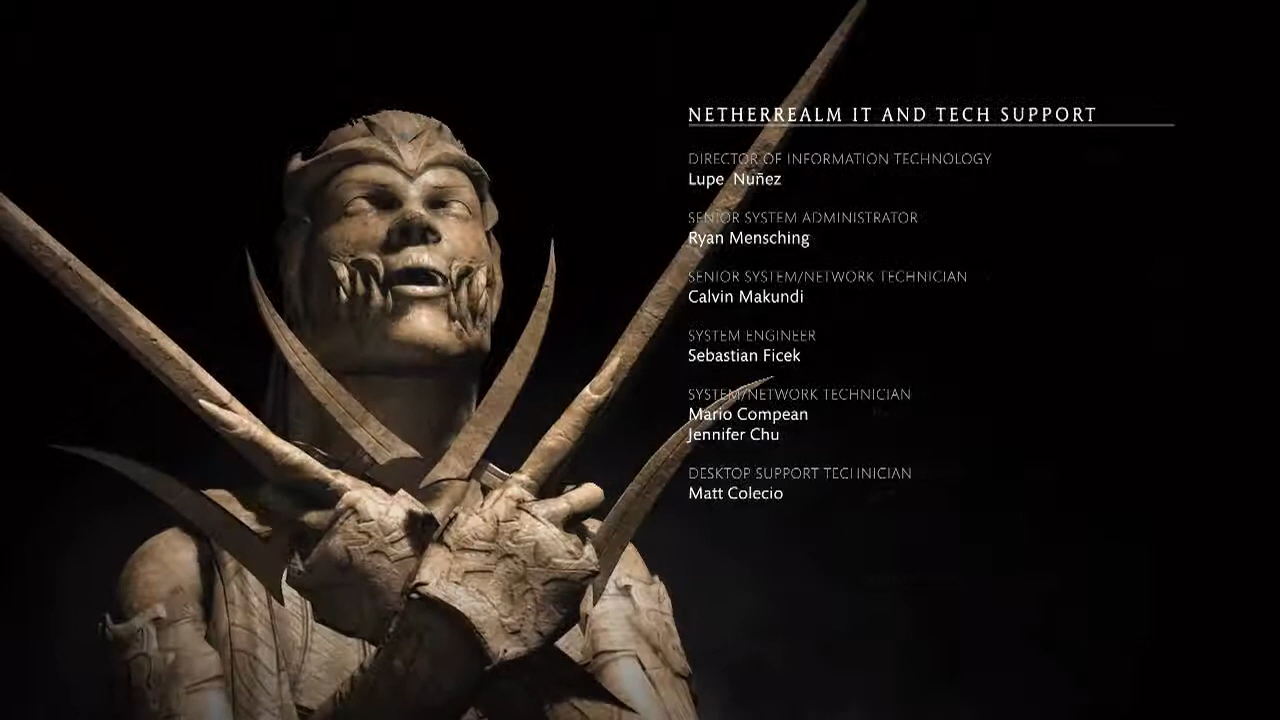 NETHERREALM IT AND TECH SUPPORT
DIRECTOR OF INFORMATION TECHNOLOGY
Lupe Nuñez
SENIOR SYSTEM ADMINISTRATOR
Ryan Mensching
SENIOR SYSTEM/NETWORK TECHNICIAN
Calvin Makundi
SYSTEM ENGINEER
Sebastian Ficek
SYSTEM/NETWORK TECHNICIAN
Mario Compean
Jennifer Chu
DESKTOP SUPPORT TECHNICIAN
Matt Colecio